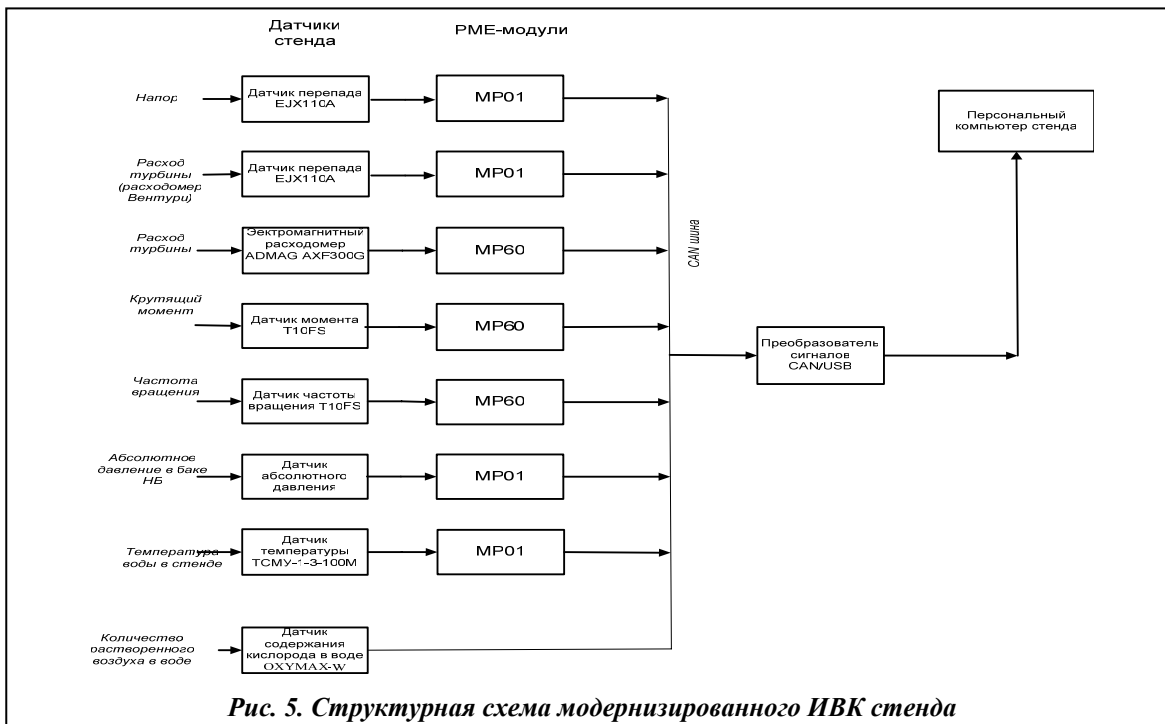 Датчики
стенда
PME-модули
Напор
Датчик перепада
EJX110A
MP01
Персональный
компьютер стенда
Расход
турбины
(расходомер
Вентури)
Датчик перепада
EJX110A
MP01
Расход
турбины
Эектромагнитный
расходомер
ADMAG AXF300G
MP60
CAN шина
Крутящий
момент
Датчик момента
T10FS
MP60
Преобразователь
сигналов
CAN/USB
Частота
вращения
Датчик частоты
вращения T10FS
MP60
Абсолютное
давление в баке
НБ
Датчик
абсолютного
давления
MP01
Температура
воды в стенде
Датчик
температуры
ТСМУ-1-3-100М
MP01
Количество
растворенного
воздуха в воде
Датчик
содержания
кислорода в воде
OXYMAX-W
Рис. 5. Структурная схема модернизированного ИВК стенда